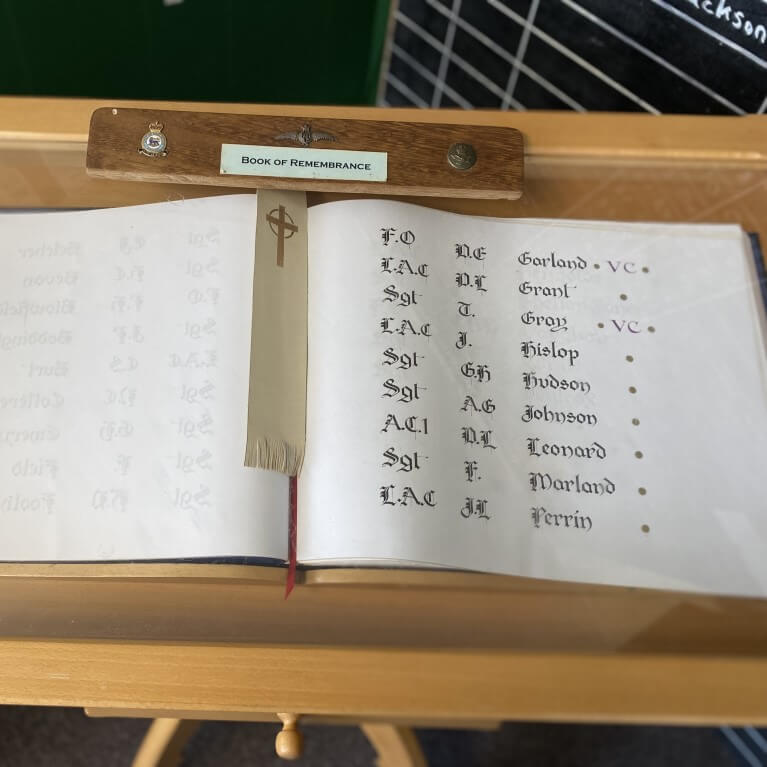 ckson
BOOK OF REMEMBRANCE
F.O D.E Garland • VC •
L.A.C D.L Grant •
Sgt T. Gray • VC •
L.A.C J. Hislop •
Sgt G.H Hudson •
Sgt A.G Johnson •
A.C.1 D.L Leonard •
Sgt F. Marland •
L.A.C J.L Perrin •